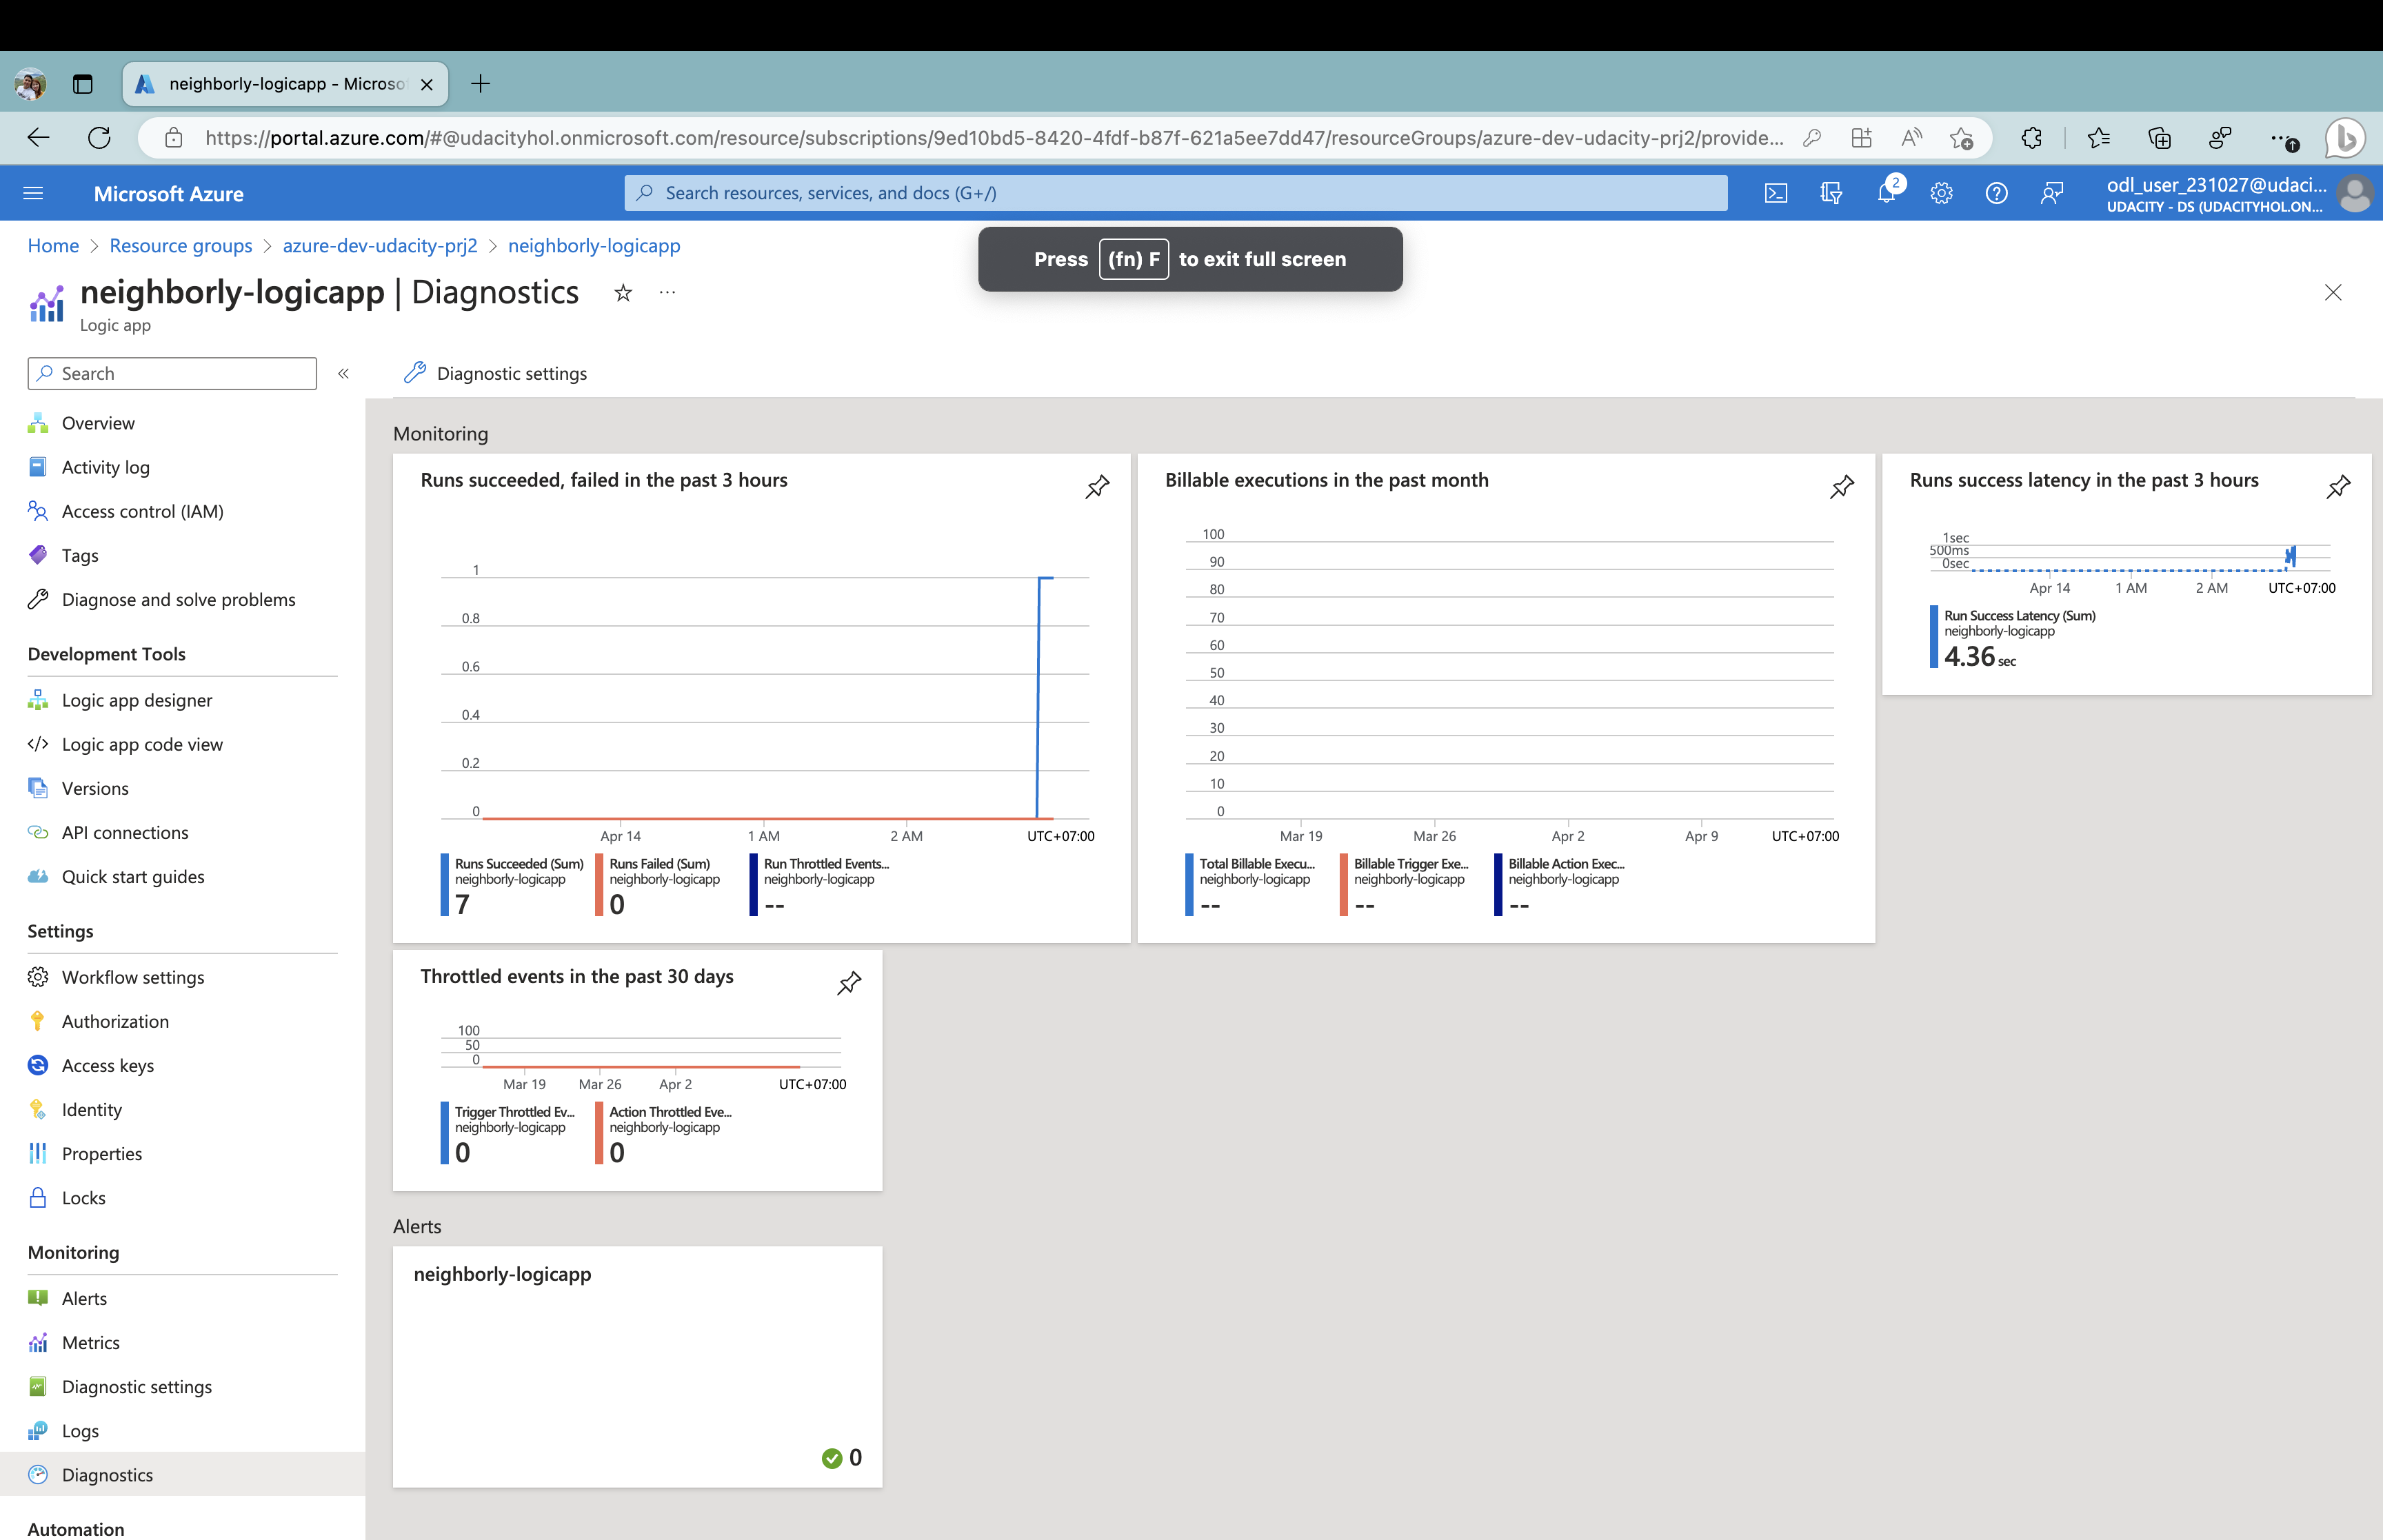 neighborly-logicapp - Microso
https://portal.azure.com/#@udacityhol.onmicrosoft.com/resource/subscriptions/9ed10bd5-8420-4fdf-b87f-621a5ee7dd47/resourceGroups/azure-dev-udacity-prj2/provide...
Microsoft Azure
Search resources, services, and docs (G+/)
2
odl_user_231027@udaci...
UDACITY - DS (UDACITYHOL.ON...
Home > Resource groups > azure-dev-udacity-prj2 > neighborly-logicapp
Press (fn) F to exit full screen
neighborly-logicapp | Diagnostics
Logic app
Search
Diagnostic settings
Overview
Activity log
Access control (IAM)
Tags
Diagnose and solve problems
Development Tools
Logic app designer
Logic app code view
Versions
API connections
Quick start guides
Settings
Workflow settings
Authorization
Access keys
Identity
Properties
Locks
Monitoring
Alerts
Metrics
Diagnostic settings
Logs
Diagnostics
Automation
Monitoring
Runs succeeded, failed in the past 3 hours
1
0.8
0.6
0.4
0.2
0
Apr 14 1 AM 2 AM UTC+07:00
Runs Succeeded (Sum)
neighborly-logicapp
7
Runs Failed (Sum)
neighborly-logicapp
0
Run Throttled Events...
neighborly-logicapp
--
Billable executions in the past month
100
90
80
70
60
50
40
30
20
10
0
Mar 19 Mar 26 Apr 2 Apr 9 UTC+07:00
Total Billable Execu...
neighborly-logicapp
--
Billable Trigger Exe...
neighborly-logicapp
--
Billable Action Exec...
neighborly-logicapp
--
Runs success latency in the past 3 hours
1sec
500ms
0sec
Apr 14 1 AM 2 AM UTC+07:00
Run Success Latency (Sum)
neighborly-logicapp
4.36 sec
Throttled events in the past 30 days
100
50
0
Mar 19 Mar 26 Apr 2 UTC+07:00
Trigger Throttled Ev...
neighborly-logicapp
0
Action Throttled Eve...
neighborly-logicapp
0
Alerts
neighborly-logicapp
0